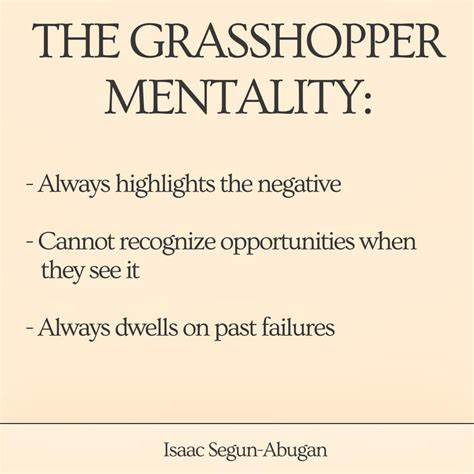 THE GRASSHOPPER
MENTALITY:
- Always highlights the negative
- Cannot recognize opportunities when
they see it
- Always dwells on past failures
Isaac Segun-Abugan